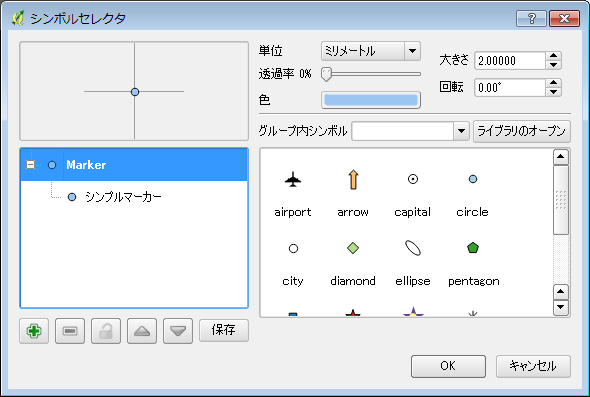 シンボルセレクタ
単位 ミリメートル
大きさ 2.00000
透過率 0%
回転 0.00°
色
グループ内シンボル ライブラリのオープン
Marker
シンプルマーカー
airport arrow capital circle
city diamond ellipse pentagon
保存
OK キャンセル